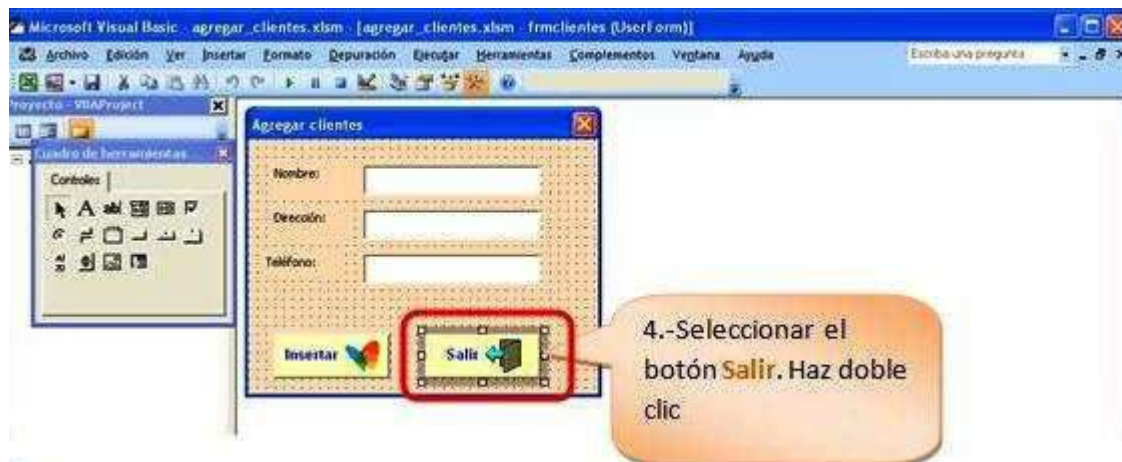 Microsoft Visual Basic - agregar_clientes.xlsm - [agregar_clientes.xlsm - frmclientes (UserForm)]
Archivo Edición Ver Insertar Formato Depuración Ejecutar Herramientas Complementos Ventana Ayuda Escriba una pregunta
Proyecto - VBAProject
Cuadro de herramientas
Controles
Agregar clientes
Nombre:
Dirección:
Teléfono:
Insertar
Salir
4.-Seleccionar el
botón Salir. Haz doble
clic